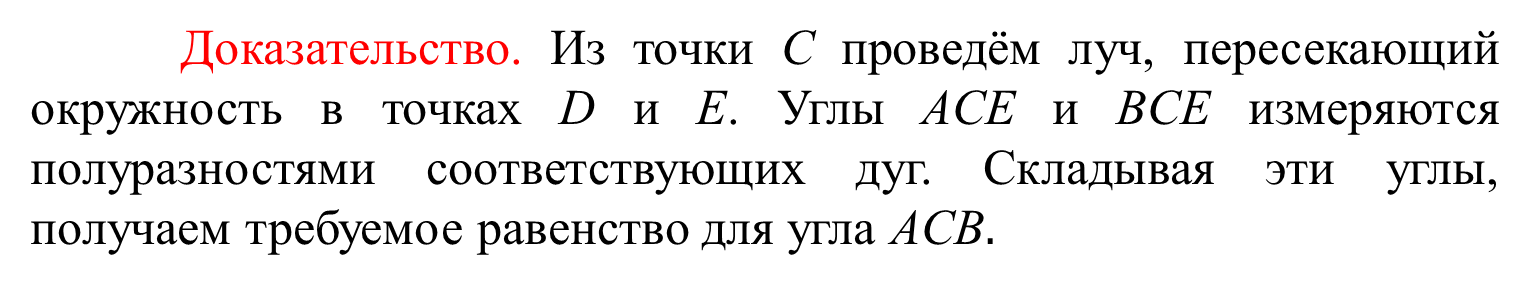 Доказательство. Из точки C проведём луч, пересекающий
окружность в точках D и E. Углы ACE и BCE измеряются
полуразностями соответствующих дуг. Складывая эти углы,
получаем требуемое равенство для угла ACB.